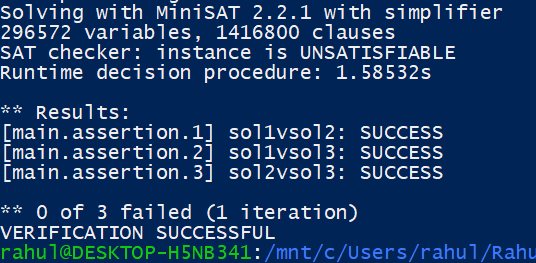 Solving with MiniSAT 2.2.1 with simplifier
296572 variables, 1416800 clauses
SAT checker: instance is UNSATISFIABLE
Runtime decision procedure: 1.58532s
** Results:
[main.assertion.1] sol1vsol2: SUCCESS
[main.assertion.2] sol1vsol3: SUCCESS
[main.assertion.3] sol2vsol3: SUCCESS
** 0 of 3 failed (1 iteration)
VERIFICATION SUCCESSFUL
rahul@DESKTOP-H5NB341:/mnt/c/Users/rahul/Rahu